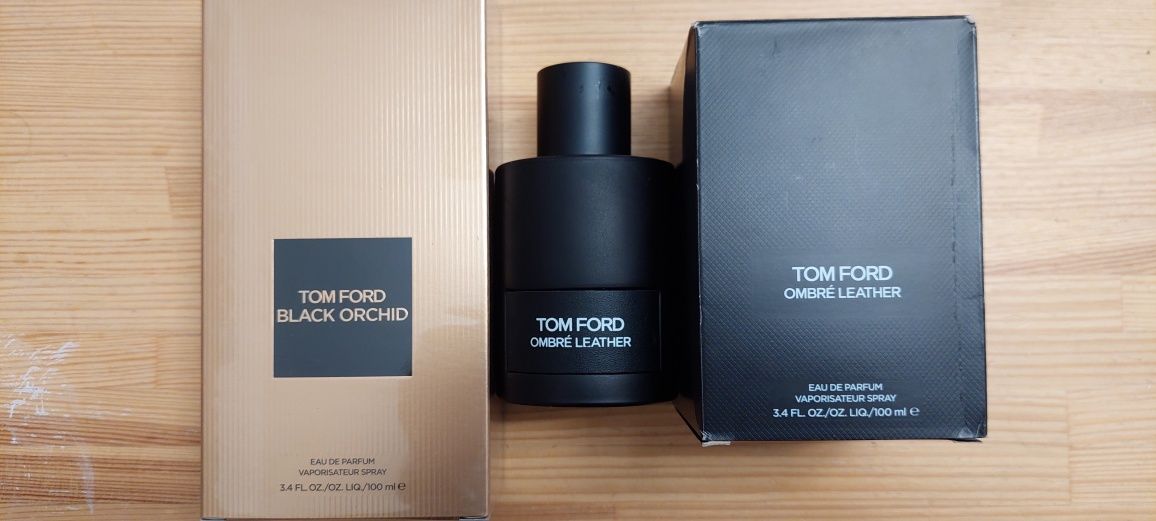 TOM FORD
BLACK ORCHID
EAU DE PARFUM
VAPORISATEUR SPRAY
3.4 FL. OZ./OZ. LIQ./100 ml ℮
TOM FORD
OMBRÉ LEATHER
TOM FORD
OMBRÉ LEATHER
EAU DE PARFUM
VAPORISATEUR SPRAY
3.4 FL. OZ./OZ. LIQ./100 ml ℮